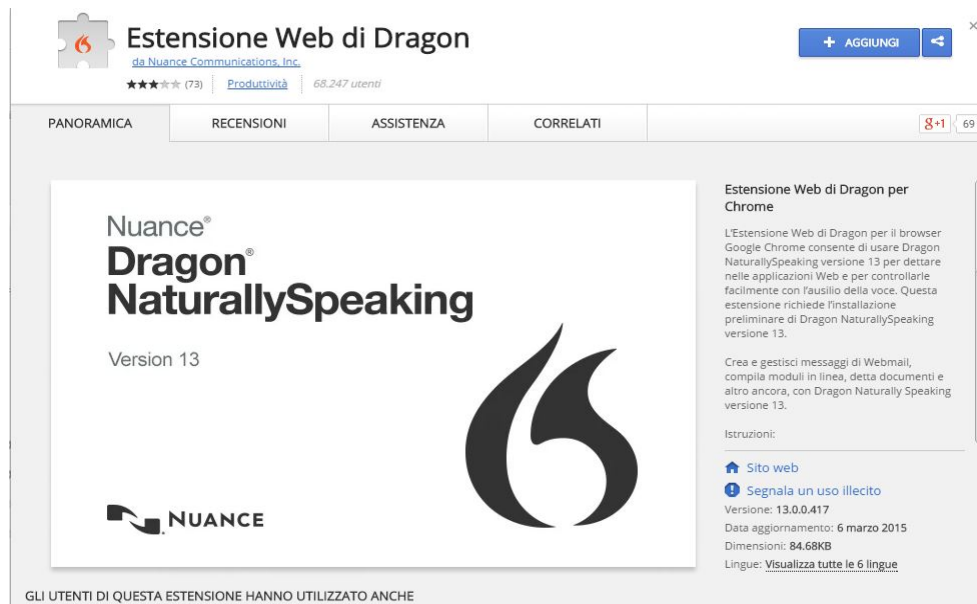 Estensione Web di Dragon
da Nuance Communications, Inc.
(73) Produttività 68.247 utenti
+ AGGIUNGI
PANORAMICA RECENSIONI ASSISTENZA CORRELATI
g+1 69
Nuance®
Dragon®
NaturallySpeaking
Version 13
NUANCE
Estensione Web di Dragon per
Chrome
L'Estensione Web di Dragon per il browser
Google Chrome consente di usare Dragon
NaturallySpeaking versione 13 per dettare
nelle applicazioni Web e per controllarle
facilmente con l'ausilio della voce. Questa
estensione richiede l'installazione
preliminare di Dragon NaturallySpeaking
versione 13.
Crea e gestisci messaggi di Webmail,
compila moduli in linea, detta documenti e
altro ancora, con Dragon Naturally Speaking
versione 13.
Istruzioni:
Sito web
Segnala un uso illecito
Versione: 13.0.0.417
Data aggiornamento: 6 marzo 2015
Dimensioni: 84.68KB
Lingue: Visualizza tutte le 6 lingue
GLI UTENTI DI QUESTA ESTENSIONE HANNO UTILIZZATO ANCHE